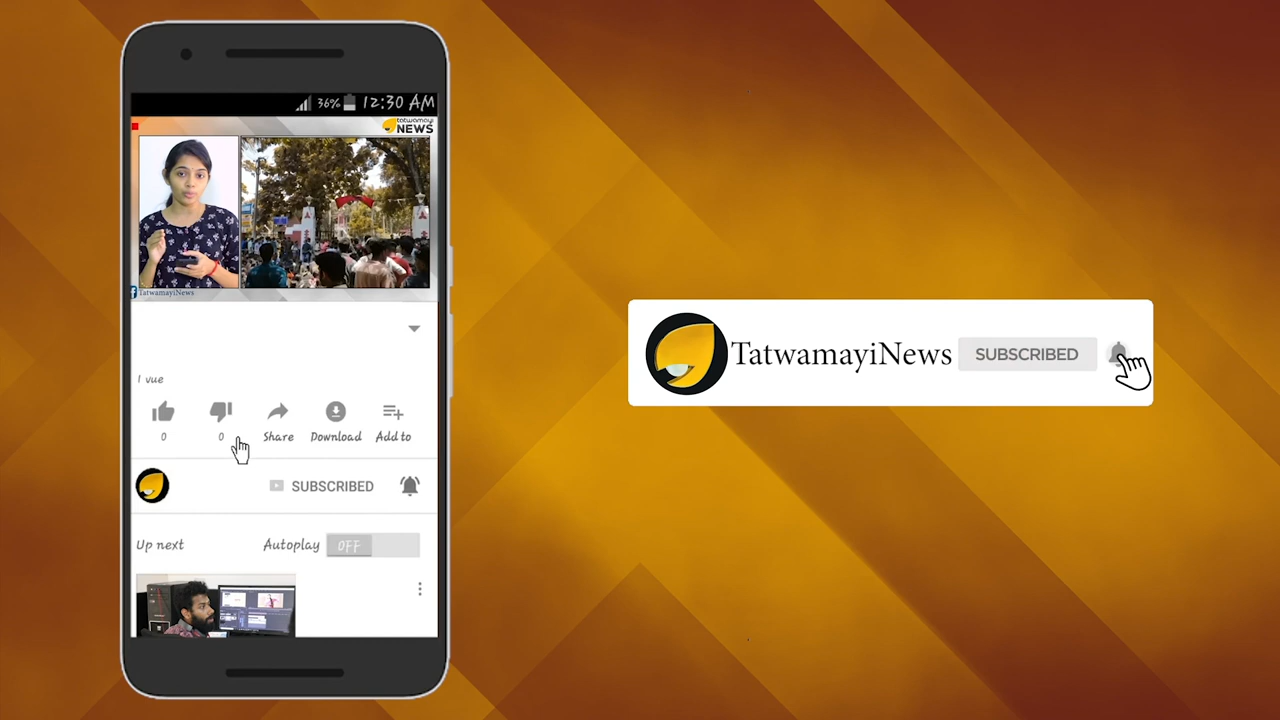 36% 12:30 AM
tatwamayi
NEWS
TatwamayiNews
1 vue
0 0 Share Download Add to
SUBSCRIBED
Up next Autoplay OFF
TatwamayiNews SUBSCRIBED